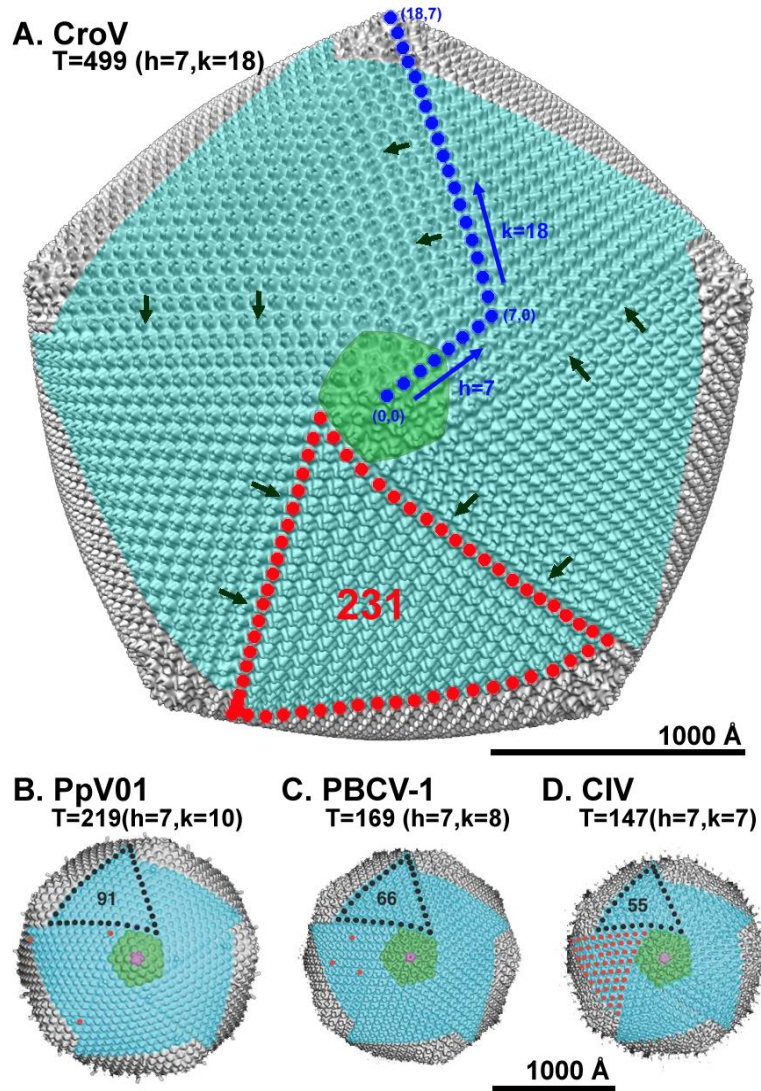 A. CroV
T=499 (h=7,k=18)
(18,7)
k=18
(7,0)
h=7
(0,0)
231
1000 Å
B. PpV01
T=219(h=7,k=10)
91
C. PBCV-1
T=169 (h=7,k=8)
66
D. CIV
T=147(h=7,k=7)
55
1000 Å